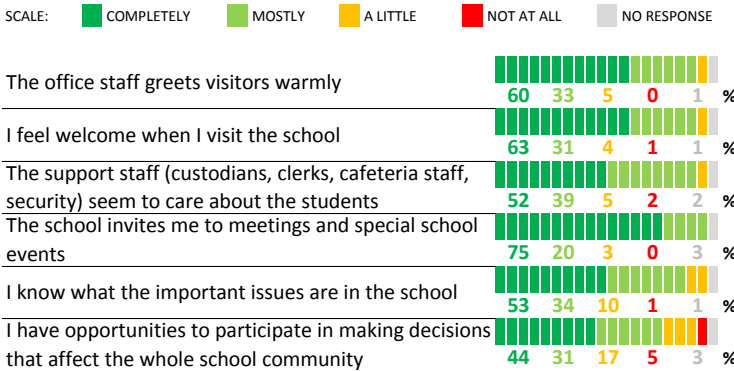 SCALE: COMPLETELY MOSTLY A LITTLE NOT AT ALL NO RESPONSE
The office staff greets visitors warmly
60 33 5 0 1 %
I feel welcome when I visit the school
63 31 4 1 1 %
The support staff (custodians, clerks, cafeteria staff,
security) seem to care about the students
52 39 5 2 2 %
The school invites me to meetings and special school
events
75 20 3 0 3 %
I know what the important issues are in the school
53 34 10 1 1 %
I have opportunities to participate in making decisions
that affect the whole school community
44 31 17 5 3 %